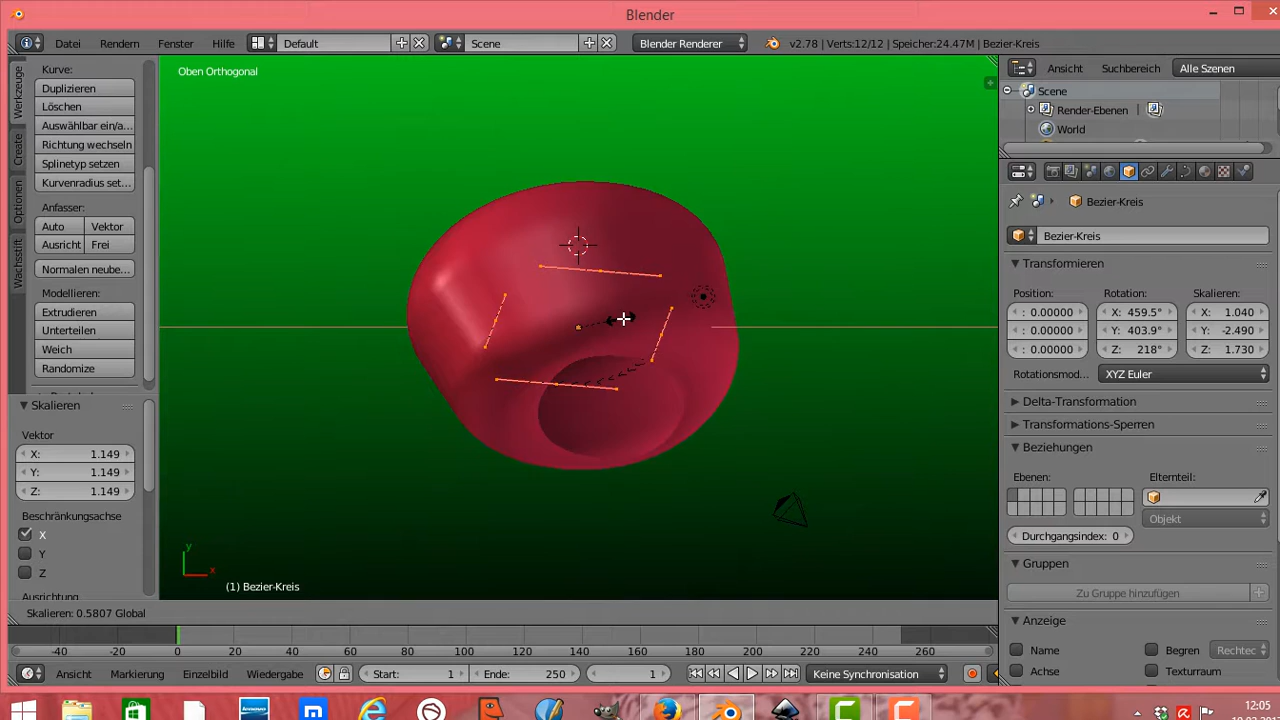 Blender
Datei Rendern Fenster Hilfe Default Scene Blender Renderer v2.78 | Verts:12/12 | Speicher:24.47M | Bezier-Kreis
Ansicht Suchbereich Alle Szenen
Scene
Render-Ebenen
World
Werkzeuge
Create
Optionen
Wachsstift
Kurve:
Duplizieren
Löschen
Auswählbar ein/a...
Richtung wechseln
Splinetyp setzen
Kurvenradius set...
Anfasser:
Auto Vektor
Ausricht Frei
Normalen neube...
Modellieren:
Extrudieren
Unterteilen
Weich
Randomize
Skalieren
Vektor
X: 1.149
Y: 1.149
Z: 1.149
Beschränkungsachse
X
Y
Z
Ausrichtung
Oben Orthogonal
y
x
(1) Bezier-Kreis
Skalieren: 0.5807 Global
Bezier-Kreis
Bezier-Kreis
Transformieren
Position: Rotation: Skalieren:
: 0.00000 X: 459.5° X: 1.040
: 0.00000 Y: 403.9° Y: -2.490
: 0.00000 Z: 218° Z: 1.730
Rotationsmod... XYZ Euler
Delta-Transformation
Transformations-Sperren
Beziehungen
Ebenen: Elternteil:
Objekt
Durchgangsindex: 0
Gruppen
Zu Gruppe hinzufügen
Anzeige
Name Begren Rechtec
Achse Texturraum
-40 -20 0 20 40 60 80 100 120 140 160 180 200 220 240 260
Ansicht Markierung Einzelbild Wiedergabe Start: 1 Ende: 250 1 Keine Synchronisation
lenovo
12:05